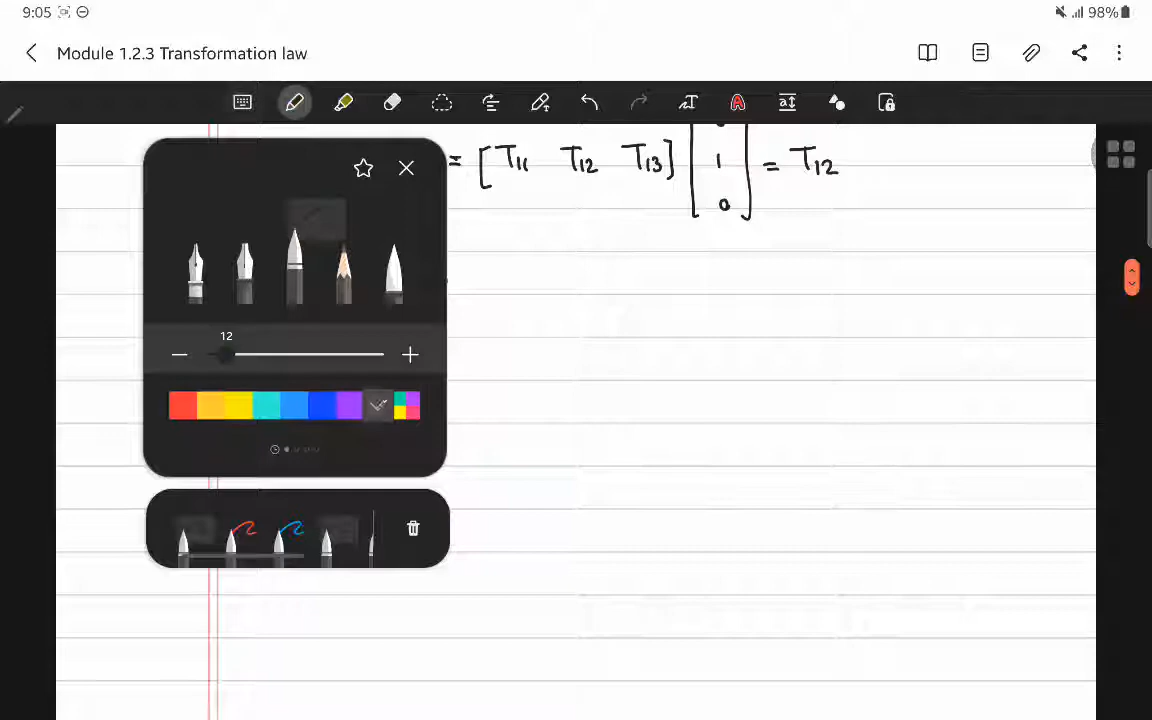 9:05 98%
Module 1.2.3 Transformation law
= [T11 T12 T13] [1 0] = T12
12